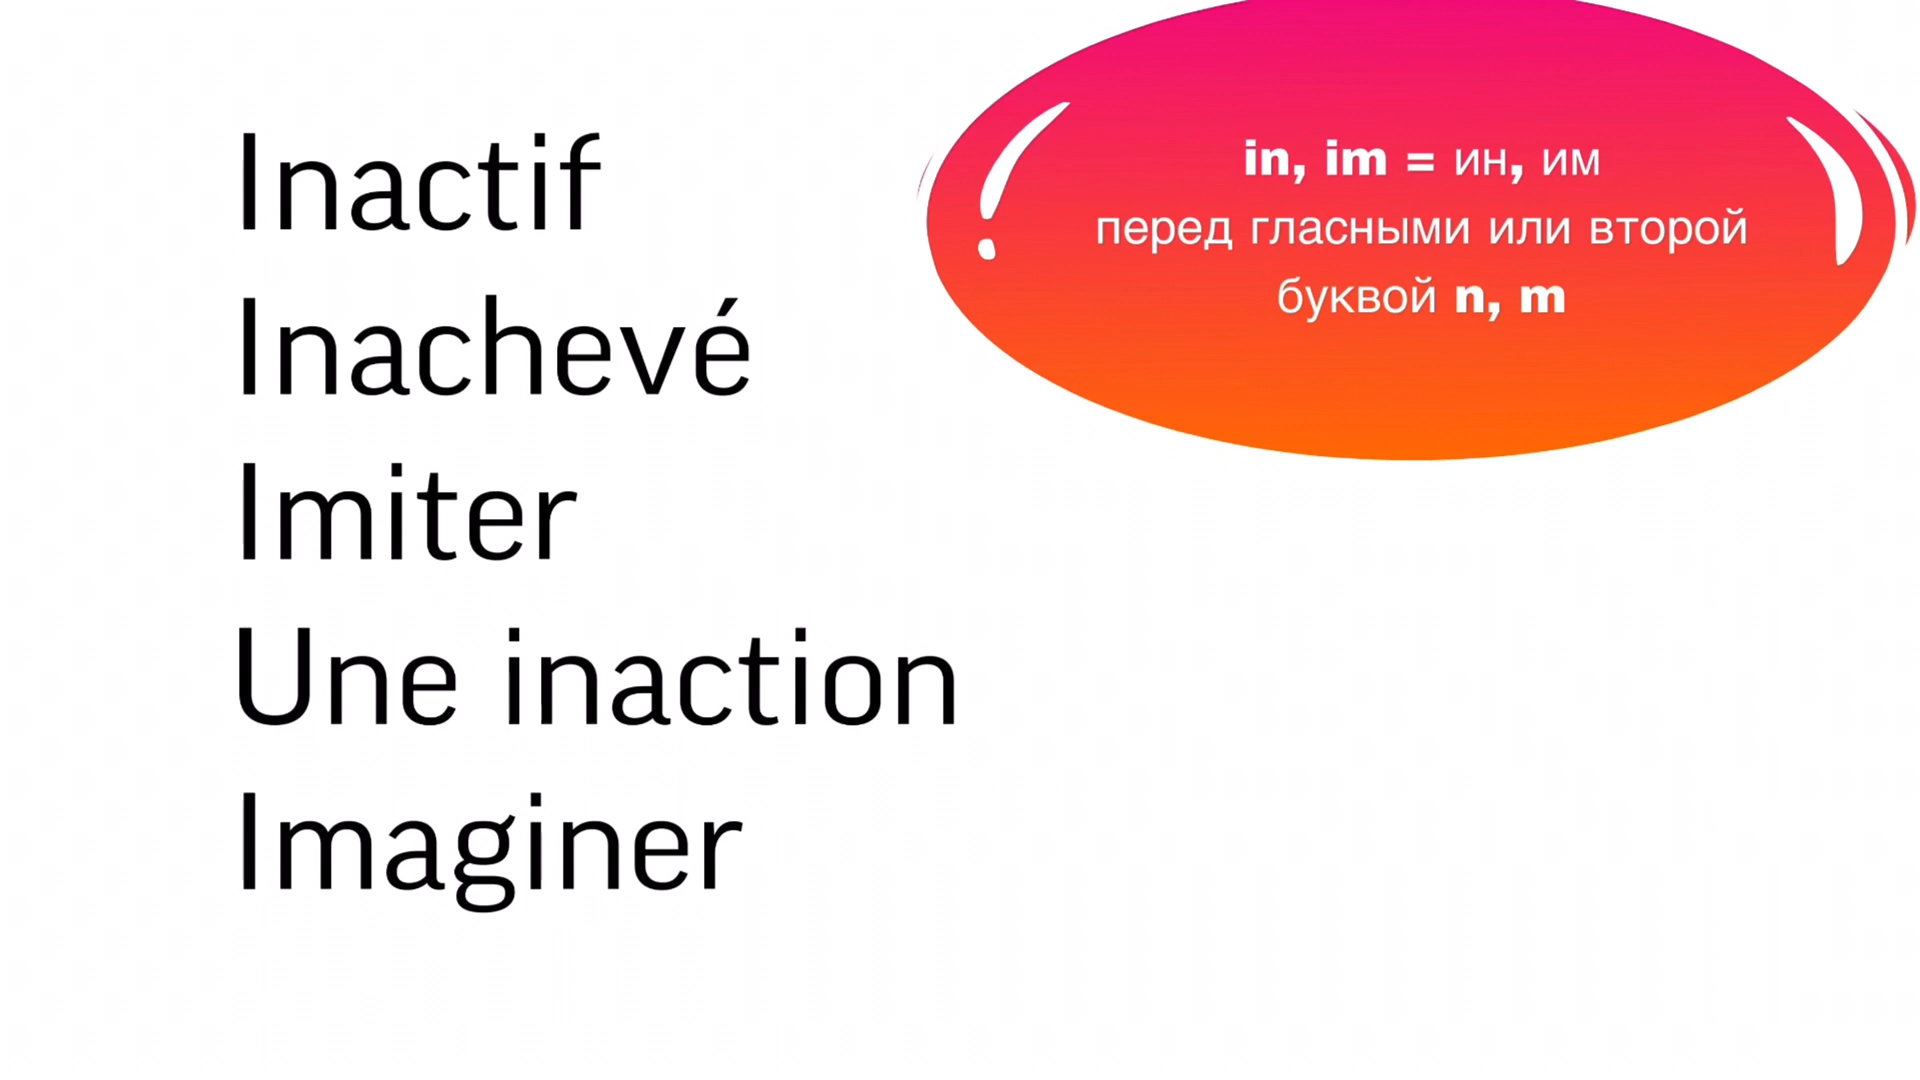 Inactif
Inachevé
Imiter
Une inaction
Imaginer
in, im = ин, им
перед гласными или второй
буквой n, m